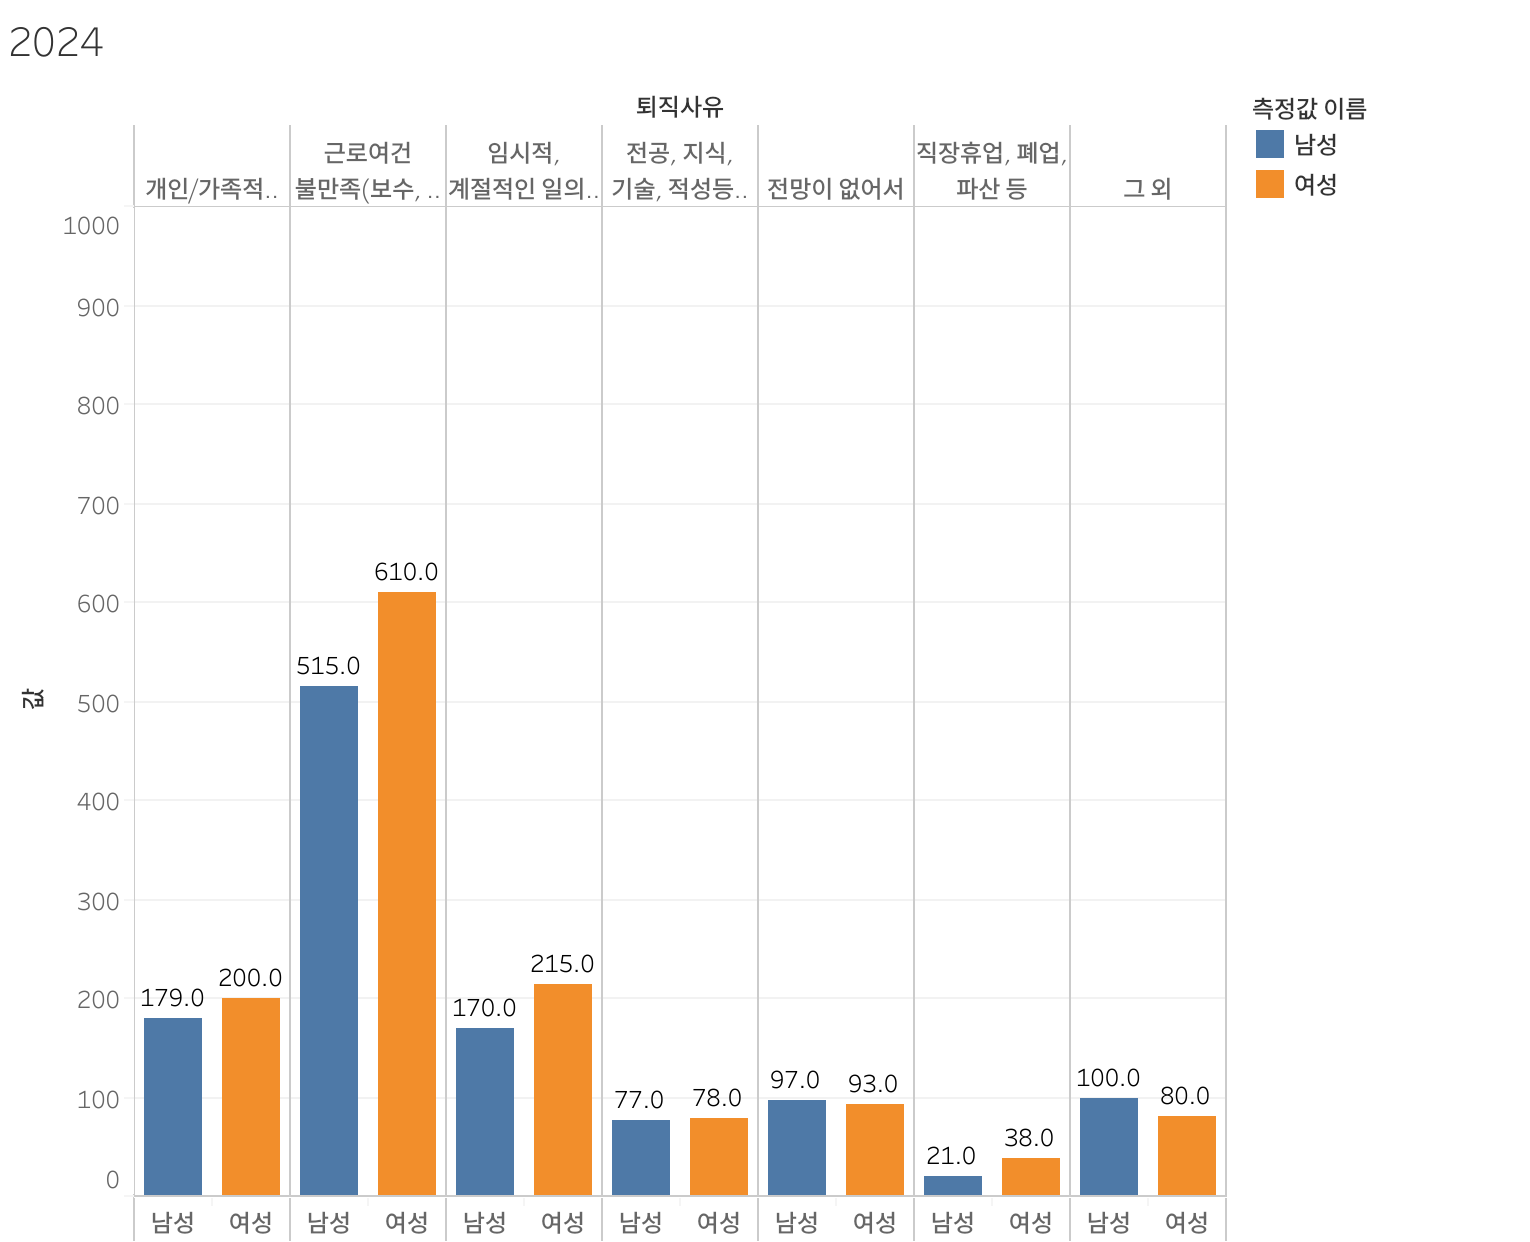 2024
퇴직사유
측정값 이름
남성
여성
개인/가족적..
근로여건
불만족(보수, ..
임시적,
계절적인 일의..
전공, 지식,
기술, 적성등..
전망이 없어서
직장휴업, 폐업,
파산 등
그 외
값
1000
900
800
700
600
500
400
300
200
100
0
179.0
200.0
515.0
610.0
170.0
215.0
77.0
78.0
97.0
93.0
21.0
38.0
100.0
80.0
남성 여성 남성 여성 남성 여성 남성 여성 남성 여성 남성 여성 남성 여성